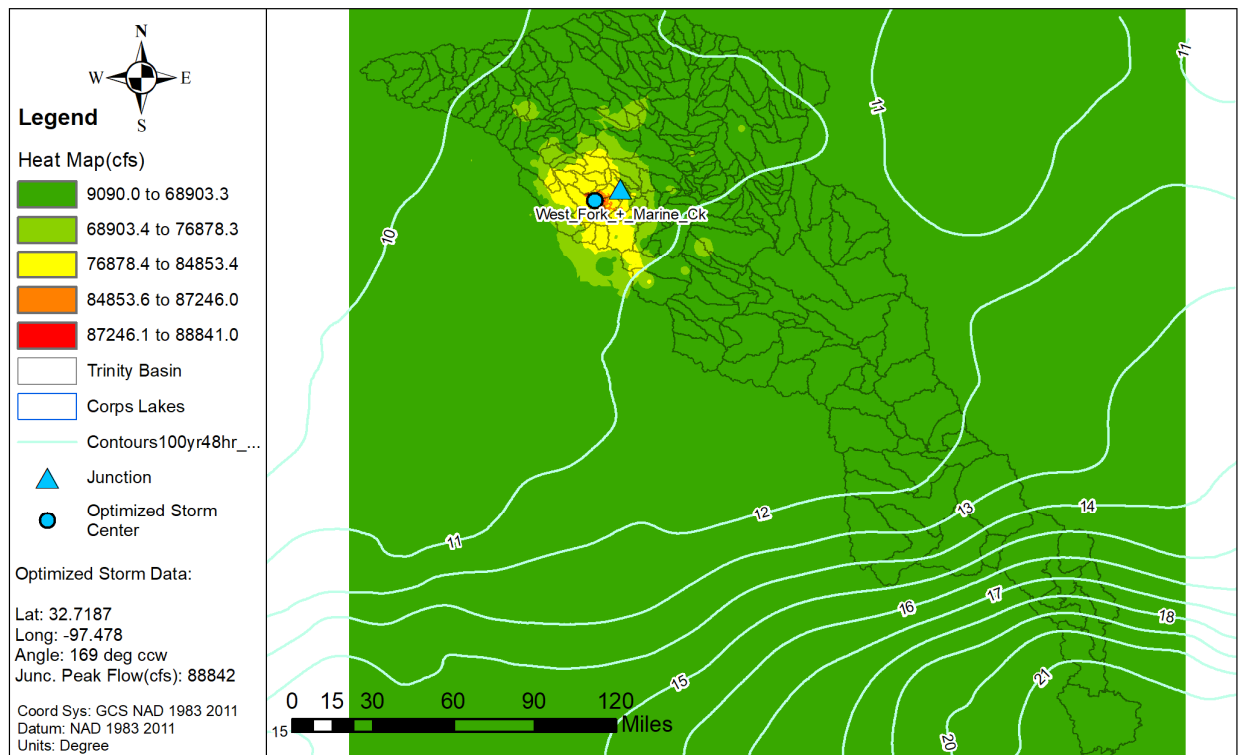 N
W E
S
Legend
Heat Map(cfs)
9090.0 to 68903.3
68903.4 to 76878.3
76878.4 to 84853.4
84853.6 to 87246.0
87246.1 to 88841.0
Trinity Basin
Corps Lakes
Contours100yr48hr_...
Junction
Optimized Storm
Center
Optimized Storm Data:
Lat: 32.7187
Long: -97.478
Angle: 169 deg ccw
Junc. Peak Flow(cfs): 88842
Coord Sys: GCS NAD 1983 2011
Datum: NAD 1983 2011
Units: Degree
11
11
West_Fork_+_Marine_Ck
10
12
13
14
11
16
17
18
15
21
20
0 15 30 60 90 120
Miles
15